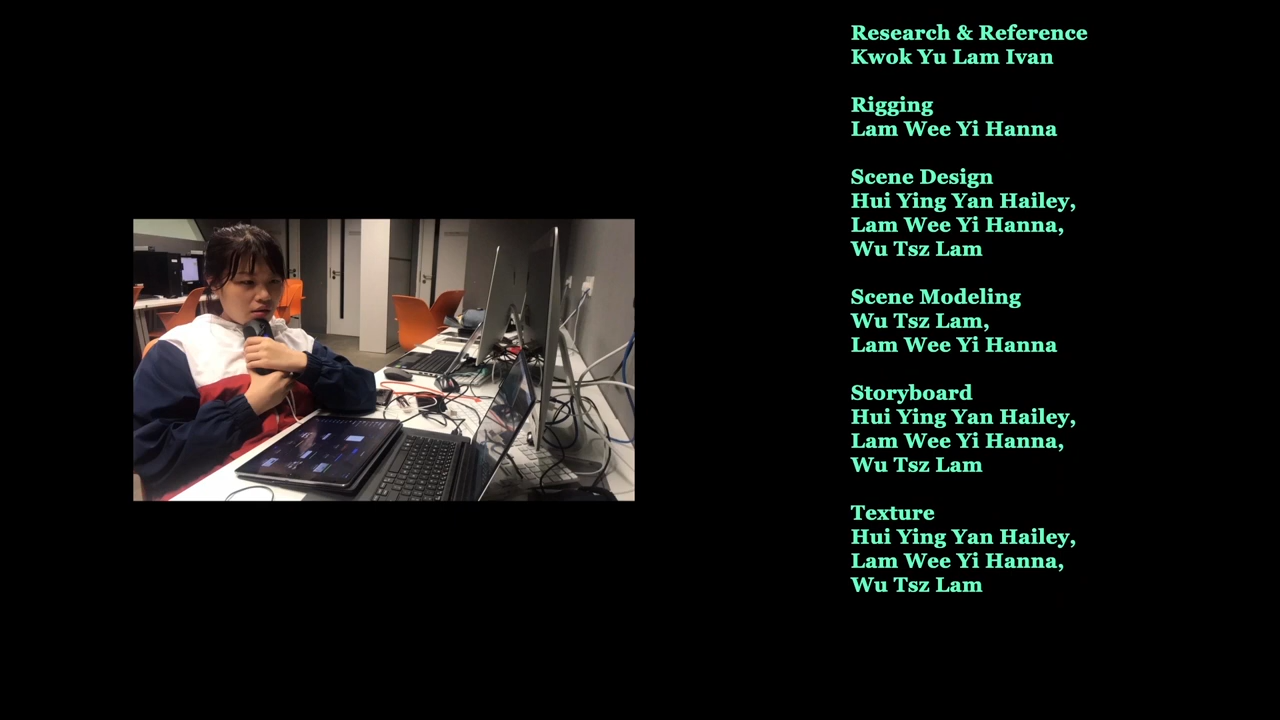 Research & Reference
Kwok Yu Lam Ivan
Rigging
Lam Wee Yi Hanna
Scene Design
Hui Ying Yan Hailey,
Lam Wee Yi Hanna,
Wu Tsz Lam
Scene Modeling
Wu Tsz Lam,
Lam Wee Yi Hanna
Storyboard
Hui Ying Yan Hailey,
Lam Wee Yi Hanna,
Wu Tsz Lam
Texture
Hui Ying Yan Hailey,
Lam Wee Yi Hanna,
Wu Tsz Lam